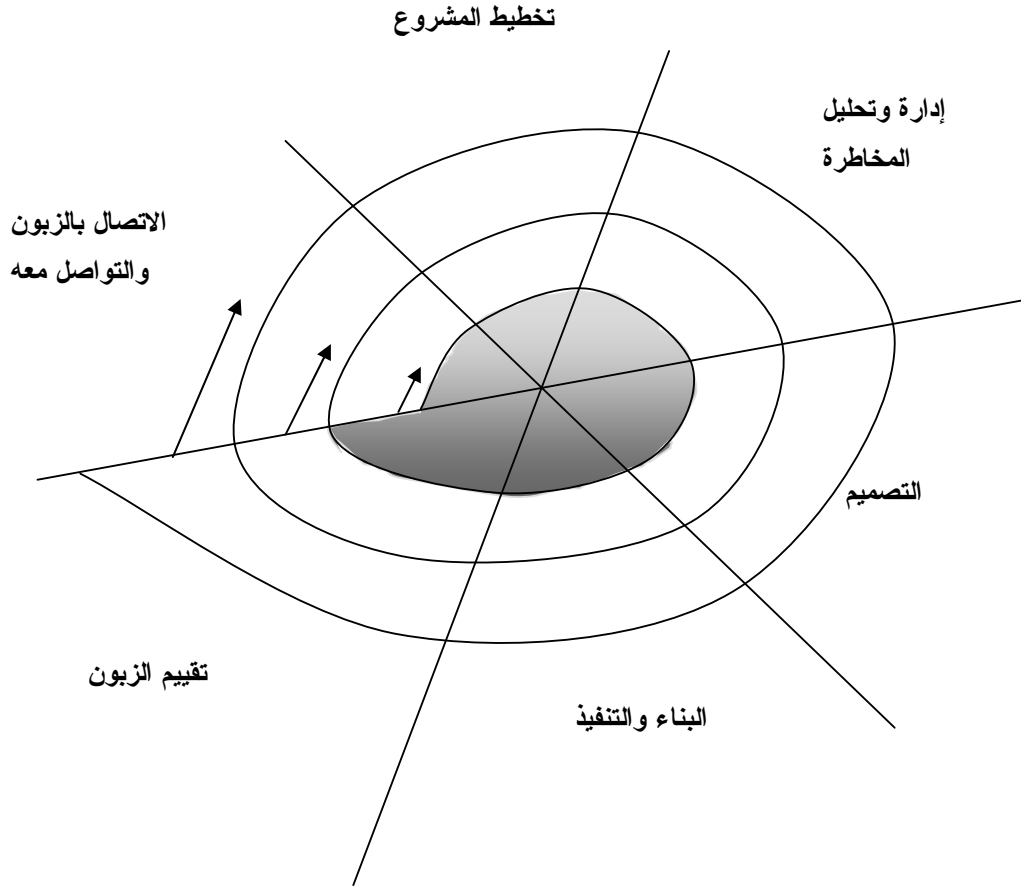 تخطيط المشروع
إدارة وتحليل
المخاطرة
الاتصال بالزبون
والتواصل معه
التصميم
تقييم الزبون
البناء والتنفيذ